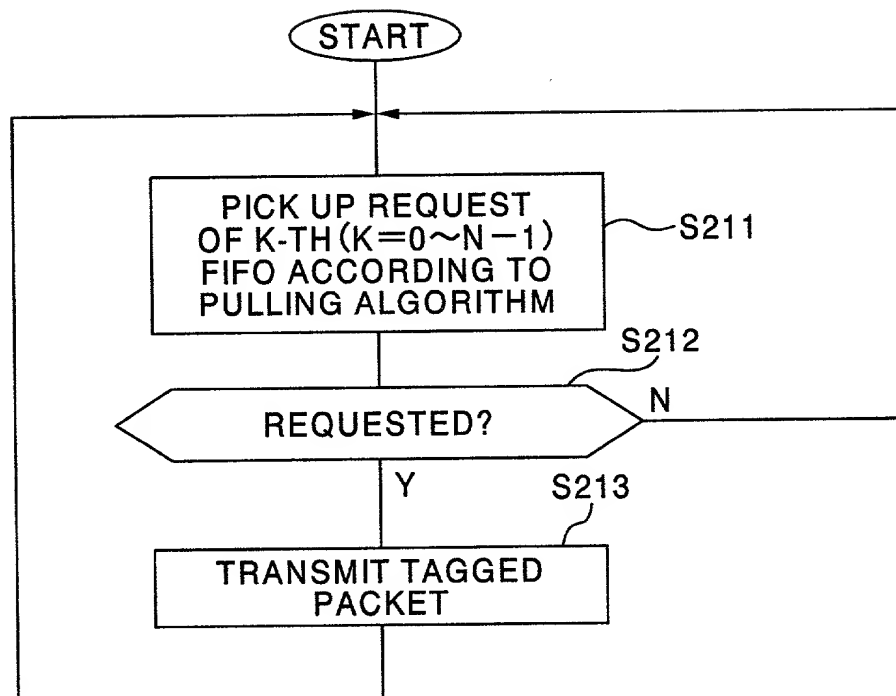 START
PICK UP REQUEST
OF K-TH(K=0~N-1)
FIFO ACCORDING TO
PULLING ALGORITHM
S211
S212
REQUESTED?
N
Y
S213
TRANSMIT TAGGED
PACKET